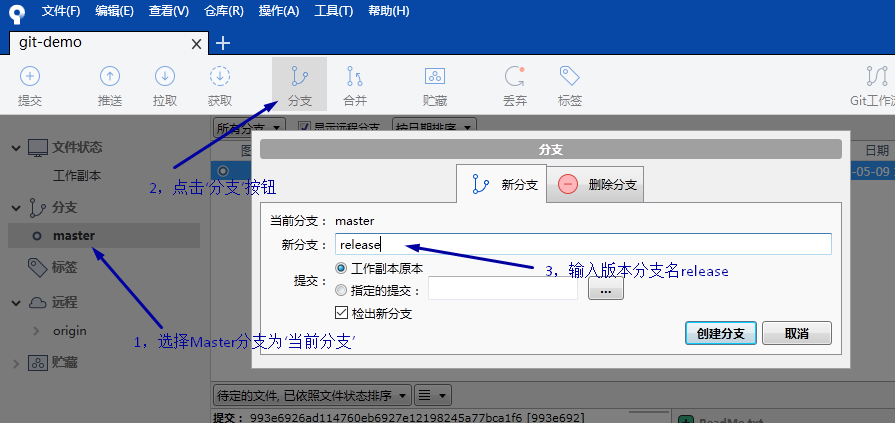 文件(F) 编辑(E) 查看(V) 仓库(R) 操作(A) 工具(T) 帮助(H)
git-demo
提交 推送 拉取 获取 分支 合并 贮藏 丢弃 标签 Git工作
所有分支 显示远程分支 按日期排序
文件状态
工作副本
分支
master
标签
远程
origin
贮藏
日期
-05-09
2，点击‘分支’按钮
1，选择Master分支为‘当前分支’
分支
新分支 删除分支
当前分支： master
新分支： release
3，输入版本分支名release
提交： 工作副本原本
指定的提交： ...
检出新分支
创建分支 取消
待定的文件, 已依照文件状态排序
提交： 993e6926ad114760eb6927e12198245a77bca1f6 [993e692]
ReadMe.txt